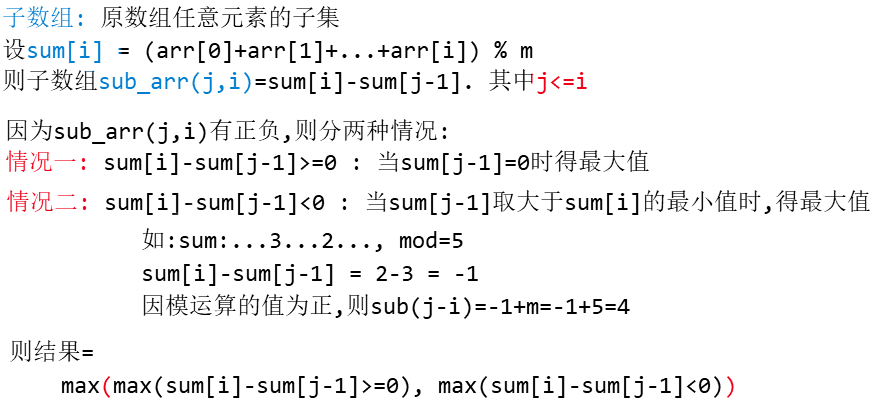 子数组: 原数组任意元素的子集
设sum[i] = (arr[0]+arr[1]+...+arr[i]) % m
则子数组sub_arr(j,i)=sum[i]-sum[j-1]. 其中j<=i
因为sub_arr(j,i)有正负,则分两种情况:
情况一: sum[i]-sum[j-1]>=0 : 当sum[j-1]=0时得最大值
情况二: sum[i]-sum[j-1]<0 : 当sum[j-1]取大于sum[i]的最小值时,得最大值
如:sum:...3...2..., mod=5
sum[i]-sum[j-1] = 2-3 = -1
因模运算的值为正,则sub(j-i)=-1+m=-1+5=4
则结果=
max(max(sum[i]-sum[j-1]>=0), max(sum[i]-sum[j-1]<0))